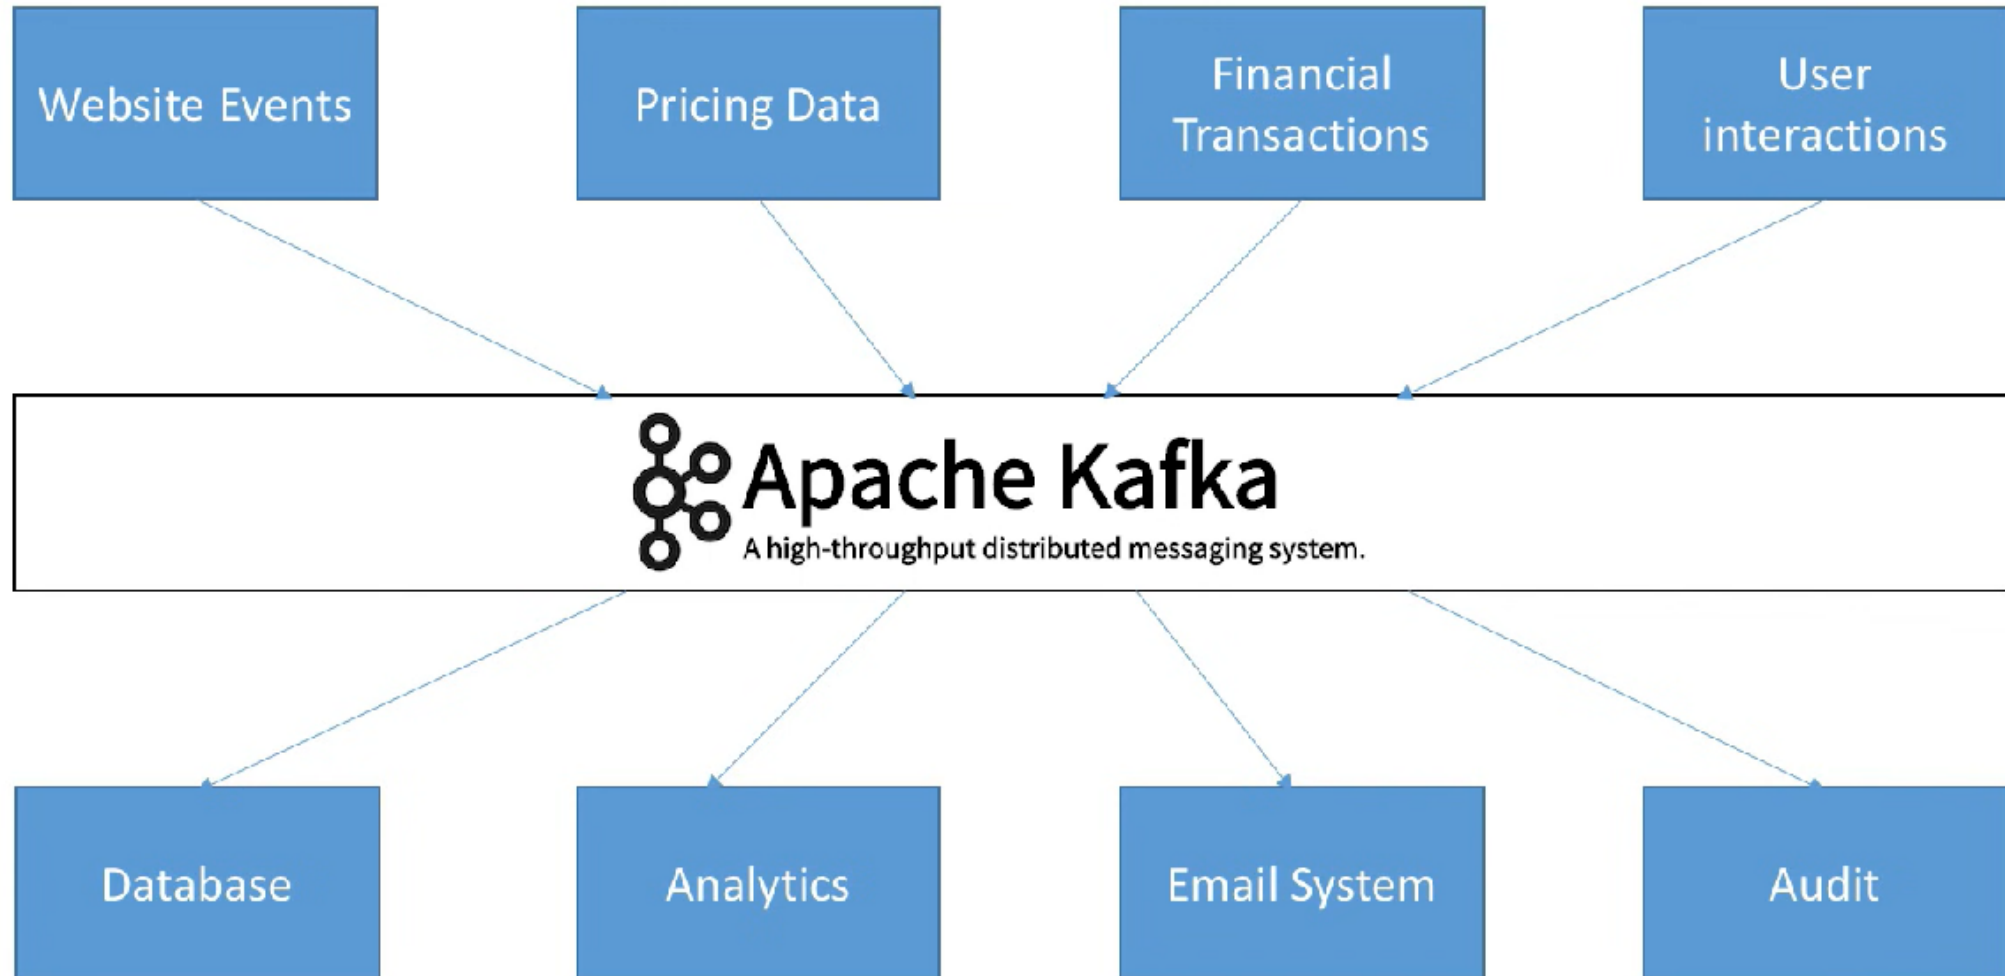 Website Events
Pricing Data
Financial
Transactions
User
interactions
Apache Kafka
A high-throughput distributed messaging system.
Database
Analytics
Email System
Audit